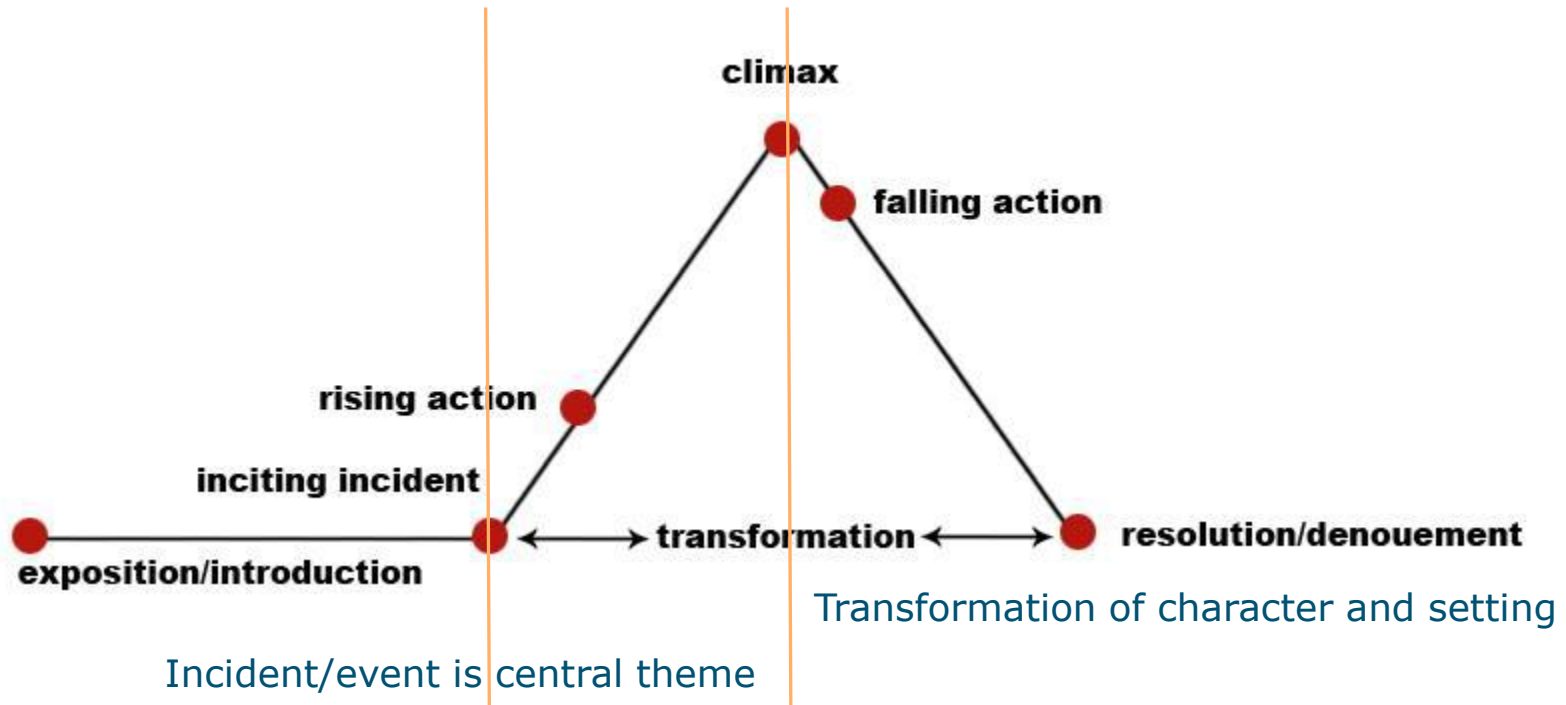 climax
falling action
rising action
inciting incident
transformation
resolution/denouement
exposition/introduction
Transformation of character and setting
Incident/event is central theme